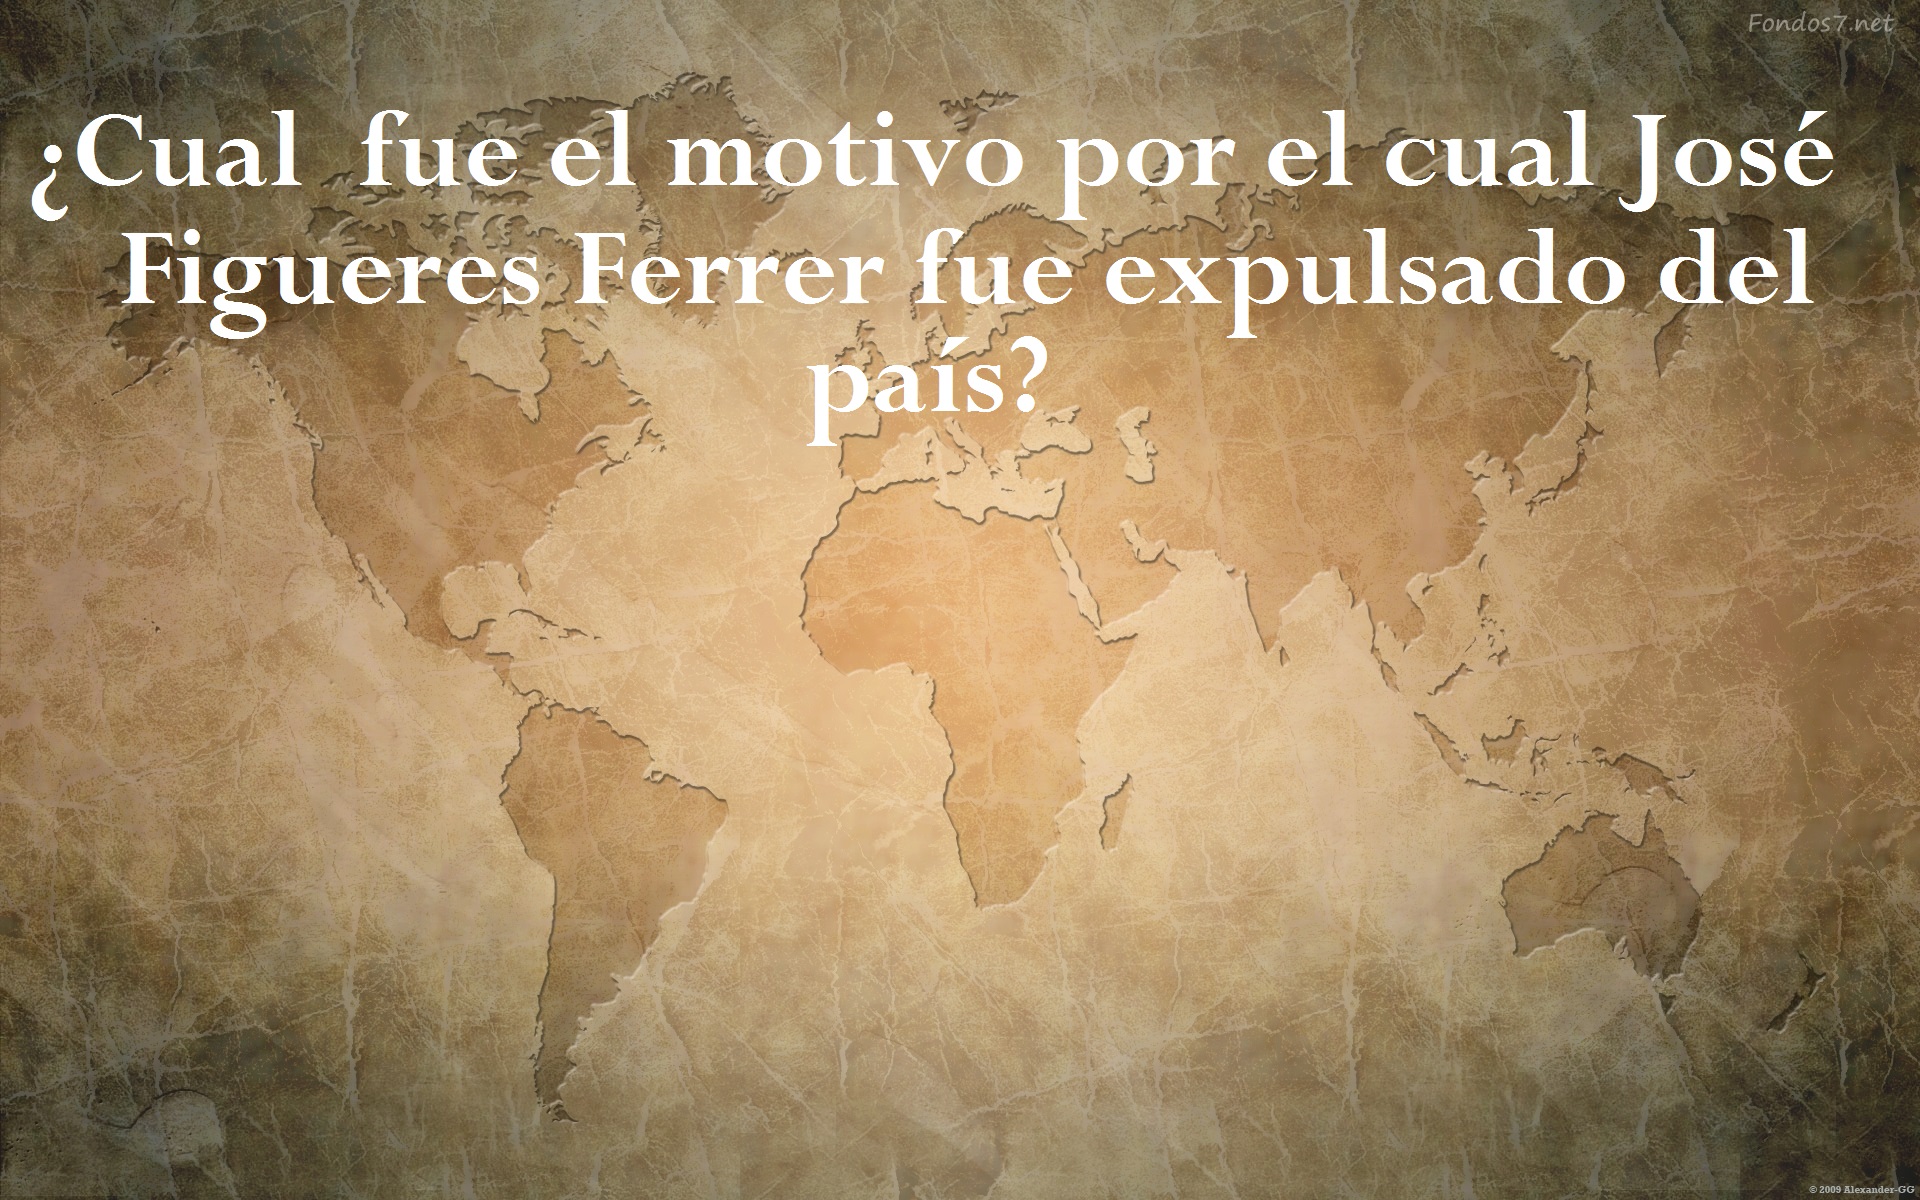 Fondos7.net
¿Cual fue el motivo por el cual José
Figueres Ferrer fue expulsado del
país?
© 2009 Alexander-GG